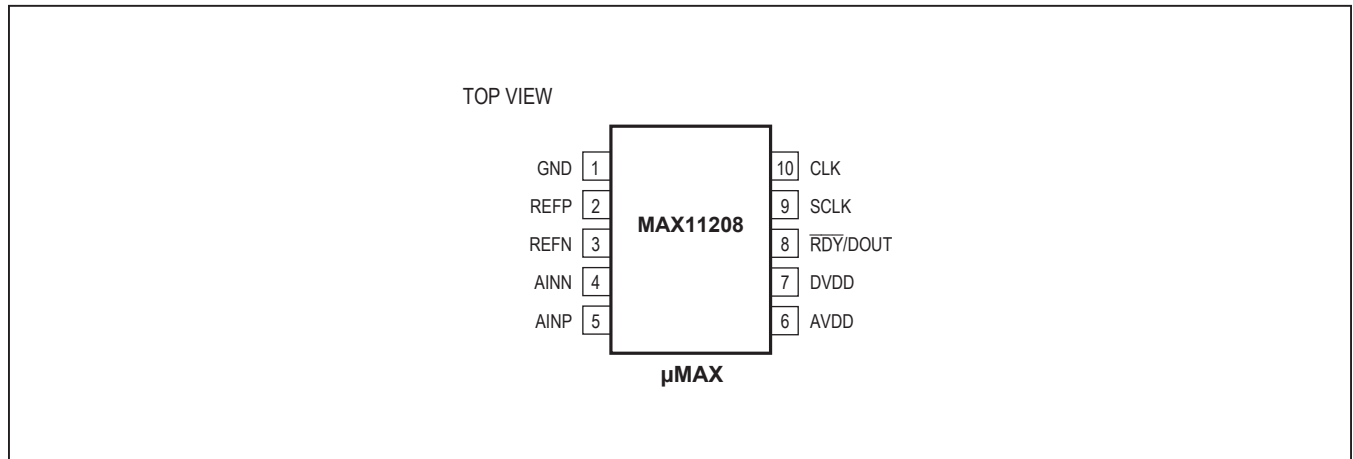 TOP VIEW
GND 1
REFP 2
REFN 3
AINN 4
AINP 5
MAX11208
10 CLK
9 SCLK
8 R̅D̅Y̅/DOUT
7 DVDD
6 AVDD
µMAX